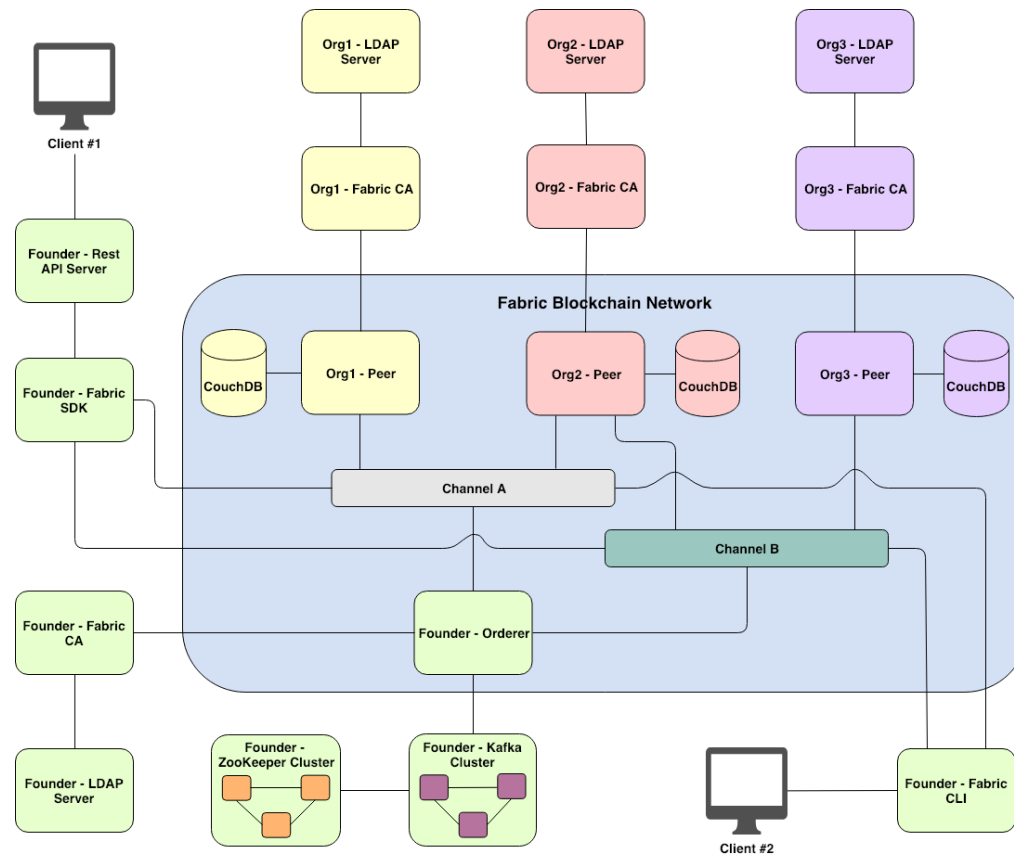 Org1 - LDAP
Server
Org2 - LDAP
Server
Org3 - LDAP
Server
Client #1
Org1 - Fabric CA
Org2 - Fabric CA
Org3 - Fabric CA
Founder - Rest
API Server
Fabric Blockchain Network
CouchDB
Org1 - Peer
Org2 - Peer
CouchDB
Org3 - Peer
CouchDB
Founder - Fabric
SDK
Channel A
Channel B
Founder - Fabric
CA
Founder - Orderer
Founder -
ZooKeeper Cluster
Founder - Kafka
Cluster
Founder - LDAP
Server
Founder - Fabric
CLI
Client #2